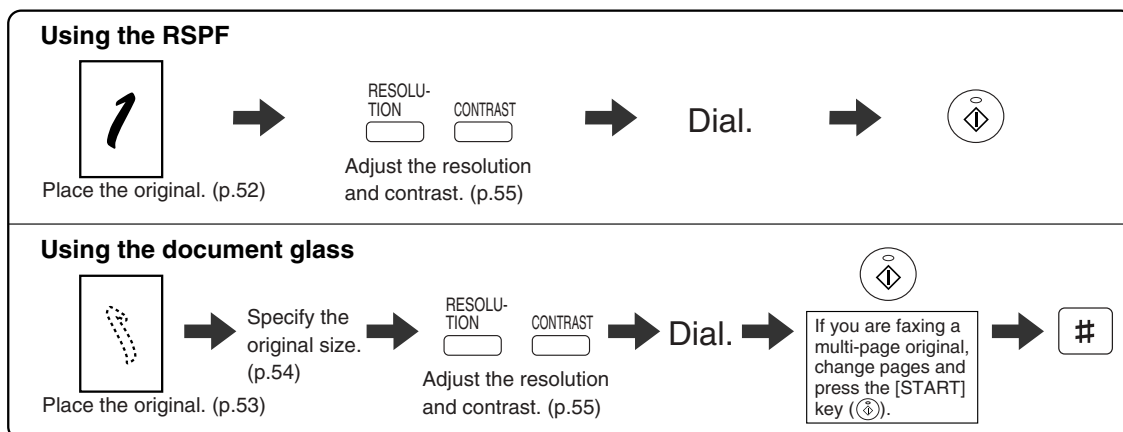 Using the RSPF
1
Place the original. (p.52)
RESOLU-
TION
CONTRAST
Adjust the resolution
and contrast. (p.55)
Dial.
Using the document glass
1
Place the original. (p.53)
Specify the
original size.
(p.54)
RESOLU-
TION
CONTRAST
Adjust the resolution
and contrast. (p.55)
Dial.
If you are faxing a
multi-page original,
change pages and
press the [START]
key ( ).
#